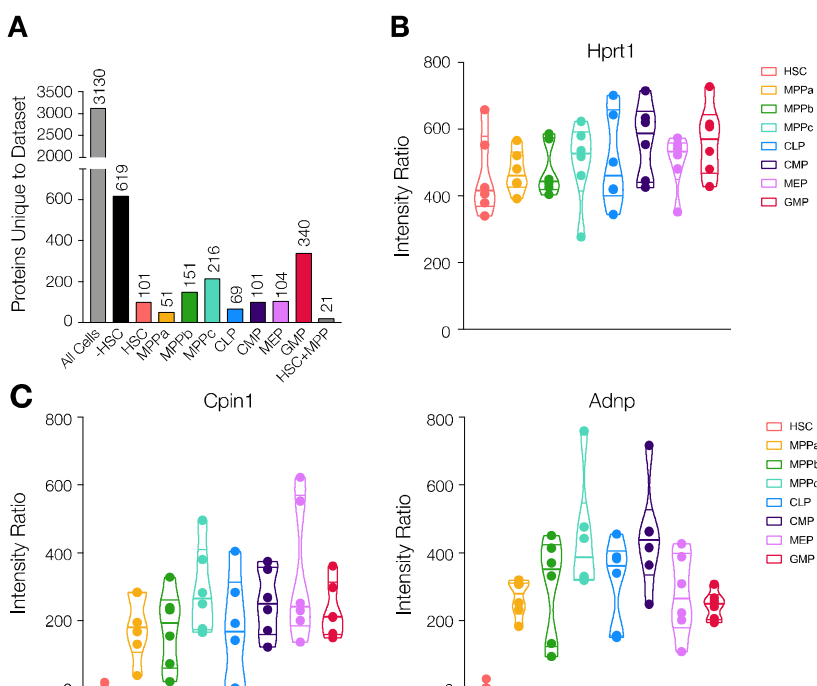 A
Proteins Unique to Dataset
3500
3000
2500
2000
600
400
200
0
3130
619
101
51
151
216
69
101
104
340
21
All Cells
-HSC
HSC
MPPa
MPPb
MPPc
CLP
CMP
MEP
GMP
HSC+MPP
B
Hprt1
Intensity Ratio
800
600
400
200
0
HSC
MPPa
MPPb
MPPc
CLP
CMP
MEP
GMP
C
Cpin1
Intensity Ratio
800
600
400
200
Adnp
Intensity Ratio
800
600
400
200
HSC
MPPa
MPPb
MPPc
CLP
CMP
MEP
GMP